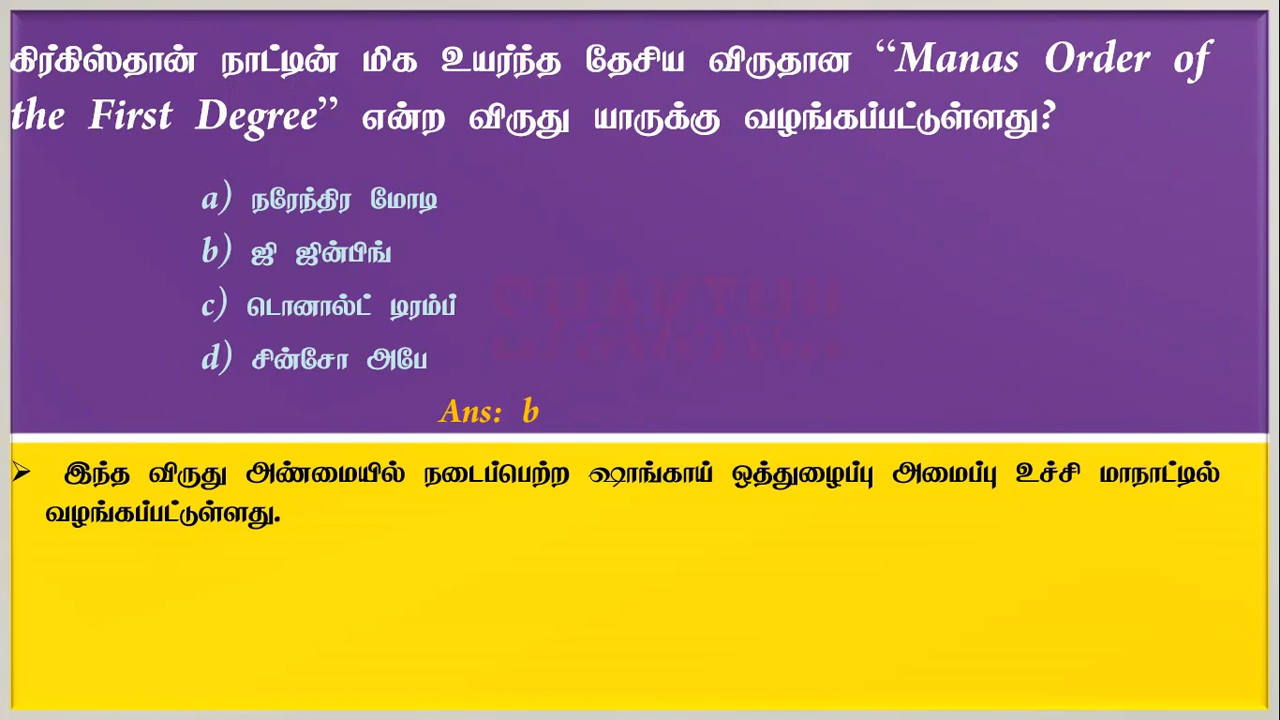 கிர்கிஸ்தான் நாட்டின் மிக உயர்ந்த தேசிய விருதான “Manas Order of
the First Degree” என்ற விருது யாருக்கு வழங்கப்பட்டுள்ளது?
a) நரேந்திர மோடி
b) ஜி ஜின்பிங்
c) டொனால்ட் டிரம்ப்
d) சின்சோ அபே
Ans: b
➢ இந்த விருது அண்மையில் நடைப்பெற்ற ஷாங்காய் ஒத்துழைப்பு அமைப்பு உச்சி மாநாட்டில்
வழங்கப்பட்டுள்ளது.